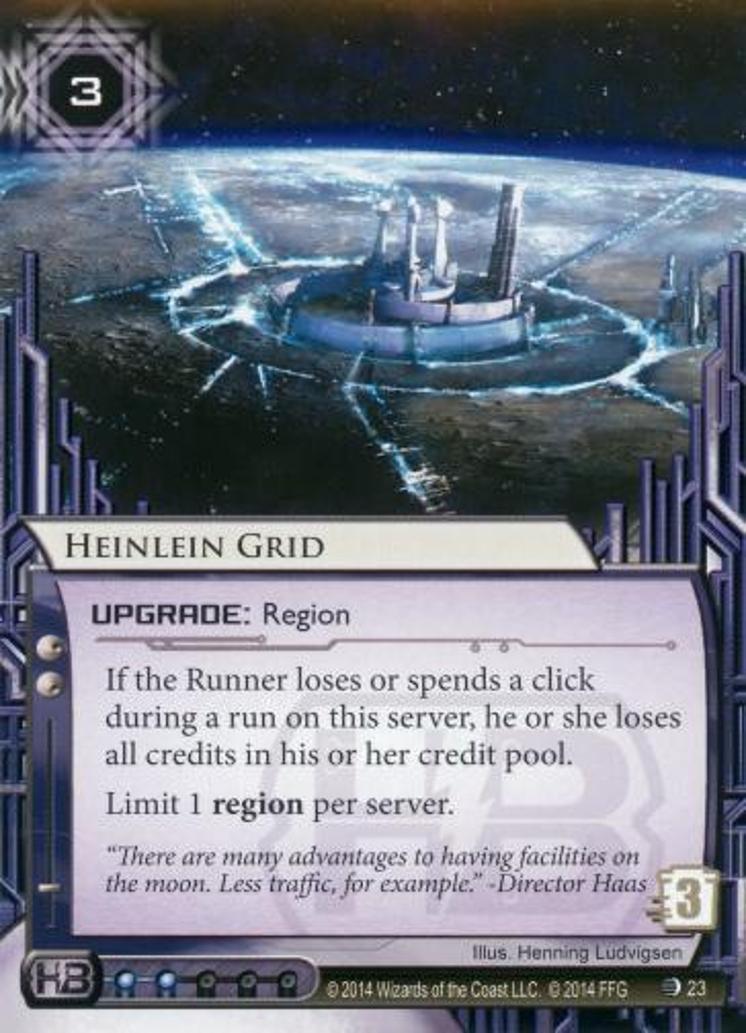 3
HEINLEIN GRID
UPGRADE: Region
If the Runner loses or spends a click
during a run on this server, he or she loses
all credits in his or her credit pool.
Limit 1 region per server.
“There are many advantages to having facilities on
the moon. Less traffic, for example.” -Director Haas
3
Illus. Henning Ludvigsen
HB
© 2014 Wizards of the Coast LLC. © 2014 FFG
23